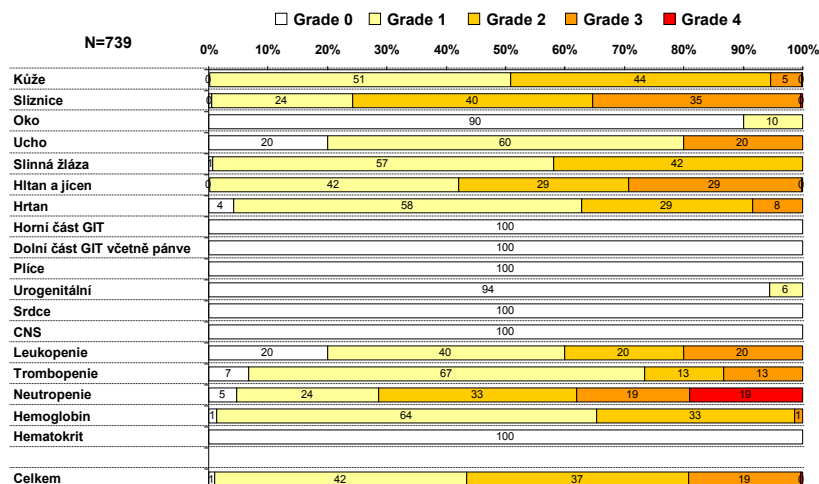 Grade 0 Grade 1 Grade 2 Grade 3 Grade 4
N=739
0% 10% 20% 30% 40% 50% 60% 70% 80% 90% 100%
Kůže 0 51 44 5 0
Sliznice 0 24 40 35 0
Oko 90 10
Ucho 20 60 20
Slinná žláza 1 57 42
Hltan a jícen 0 42 29 29 0
Hrtan 4 58 29 8
Horní část GIT 100
Dolní část GIT včetně pánve 100
Plíce 100
Urogenitální 94 6
Srdce 100
CNS 100
Leukopenie 20 40 20 20
Trombopenie 7 67 13 13
Neutropenie 5 24 33 19 19
Hemoglobin 1 64 33 1
Hematokrit 100
Celkem 1 42 37 19 0